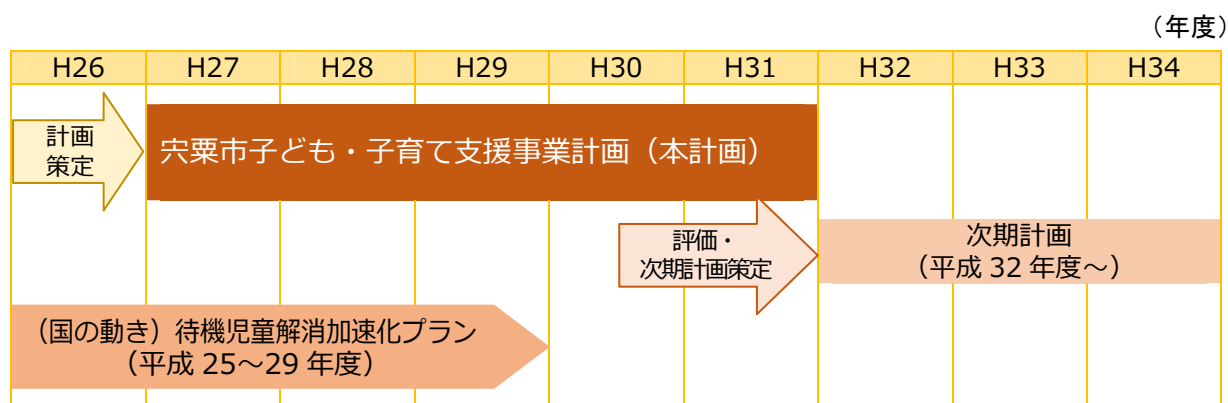 (年度)
H26 H27 H28 H29 H30 H31 H32 H33 H34
計画
策定
宍粟市子ども・子育て支援事業計画(本計画)
評価・
次期計画策定
次期計画
(平成 32 年度~)
(国の動き)待機児童解消加速化プラン
(平成 25~29 年度)